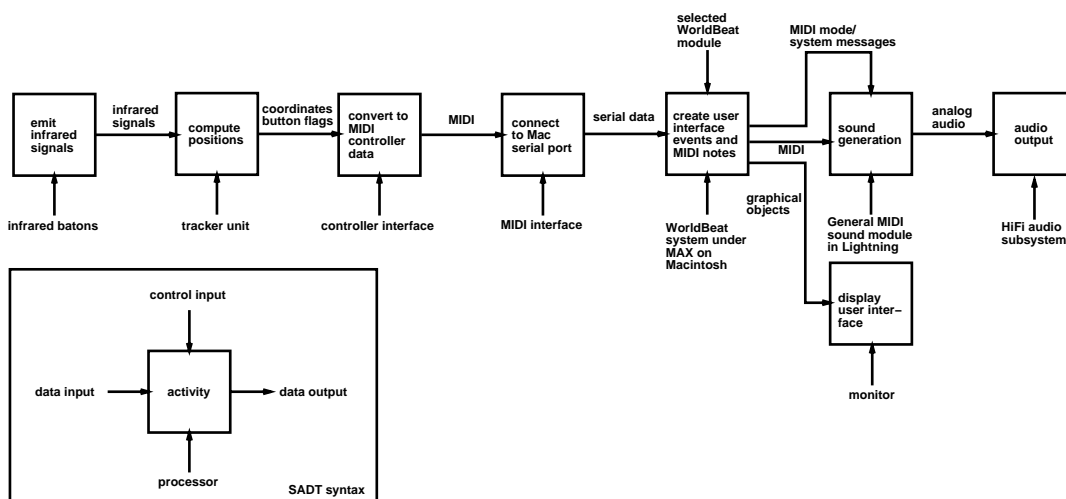 selected
WorldBeat
module
MIDI mode/
system messages
infrared
signals
coordinates
button flags
MIDI
serial data
analog
audio
emit
infrared
signals
compute
positions
convert to
MIDI
controller
data
connect
to Mac
serial port
create user
interface
events and
MIDI notes
MIDI
sound
generation
audio
output
graphical
objects
infrared batons
tracker unit
controller interface
MIDI interface
WorldBeat
system under
MAX on
Macintosh
General MIDI
sound module
in Lightning
HiFi audio
subsystem
display
user inter–
face
monitor
control input
data input
activity
data output
processor
SADT syntax